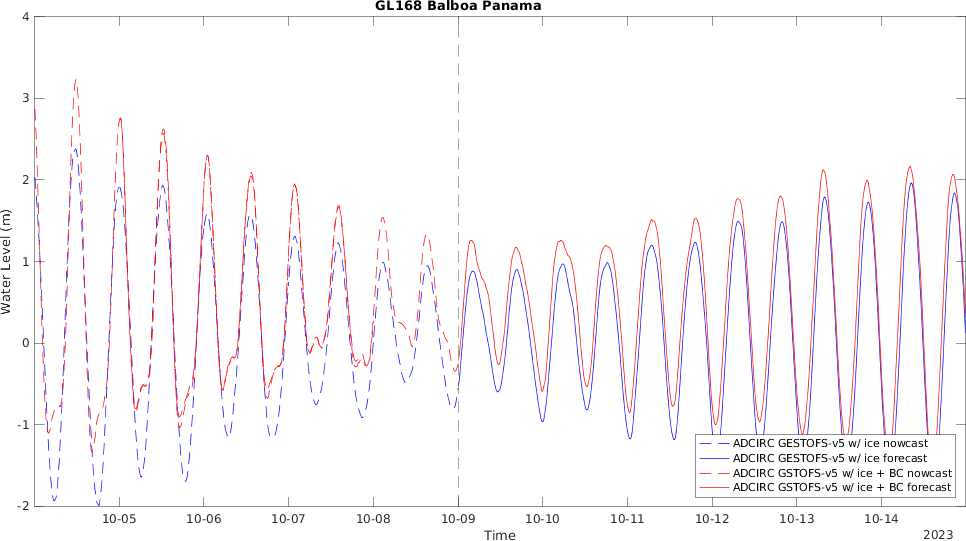 GL168 Balboa Panama
Water Level (m)
4
3
2
1
0
-1
-2
10-05 10-06 10-07 10-08 10-09 10-10 10-11 10-12 10-13 10-14
Time
2023
ADCIRC GESTOFS-v5 w/ ice nowcast
ADCIRC GESTOFS-v5 w/ ice forecast
ADCIRC GSTOFS-v5 w/ ice + BC nowcast
ADCIRC GSTOFS-v5 w/ ice + BC forecast